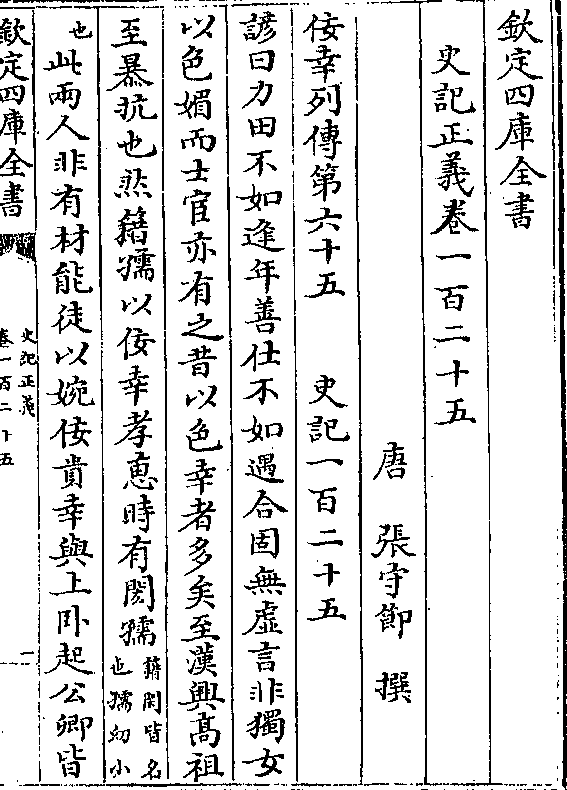 欽定四庫全書
史記正義卷一百二十五
唐 張守節 撰
佞幸列傳第六十五 史記一百二十五
諺曰力田不如逢年善仕不如遇合固無虛言非獨女
以色媚而士宦亦有之昔以色幸者多矣至漢興髙祖
至暴抗也然籍孺以佞幸孝惠時有閎孺籍閎皆名也孺幼小
也此兩人非有材能徒以婉佞貴幸與上卧起公卿皆
欽定四庫全書
史記正義
卷一百二十五
一